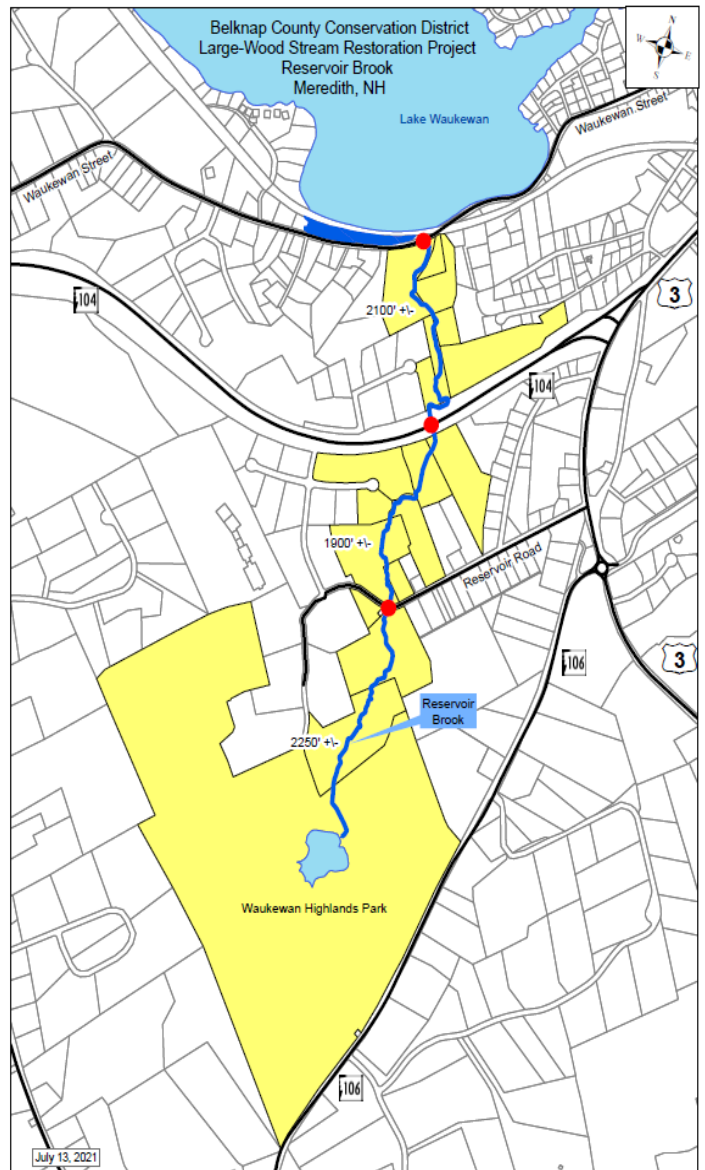 Belknap County Conservation District
Large-Wood Stream Restoration Project
Reservoir Brook
Meredith, NH
N
W
E
S
Lake Waukewan
Waukewan Street
Waukewan Street
104
3
2100' +\-
104
1900' +\-
Reservoir Road
106
3
Reservoir
Brook
2250' +\-
Waukewan Highlands Park
106
July 13, 2021